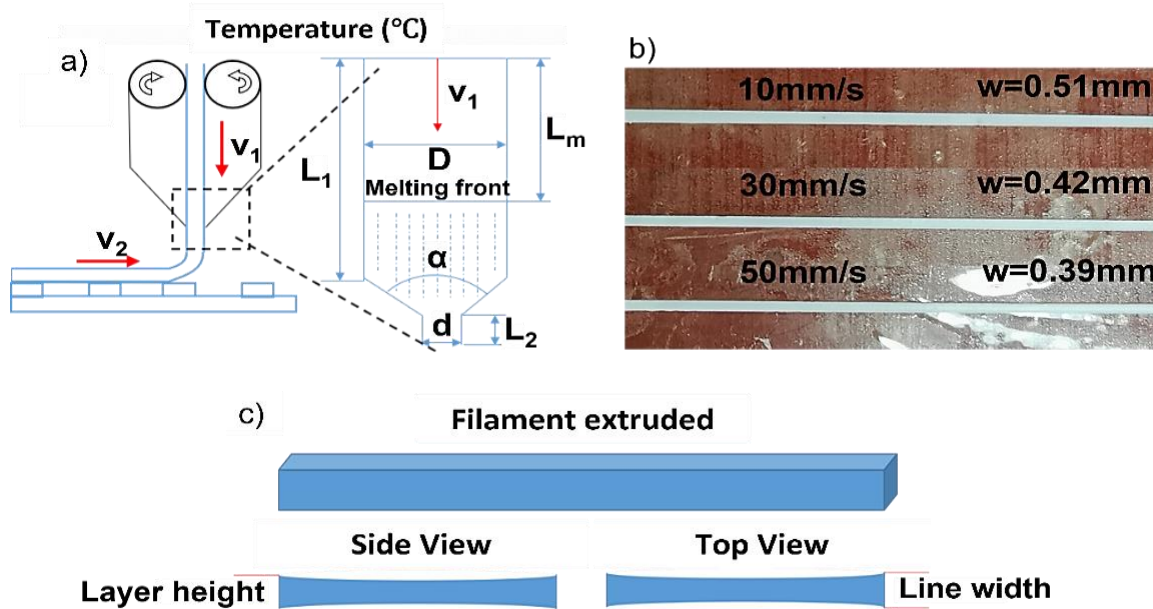 Temperature (℃)
a)
v1
v2
L1
v1
Lm
D
Melting front
α
d
L2
b)
10mm/s w=0.51mm
30mm/s w=0.42mm
50mm/s w=0.39mm
c)
Filament extruded
Side View
Top View
Layer height
Line width